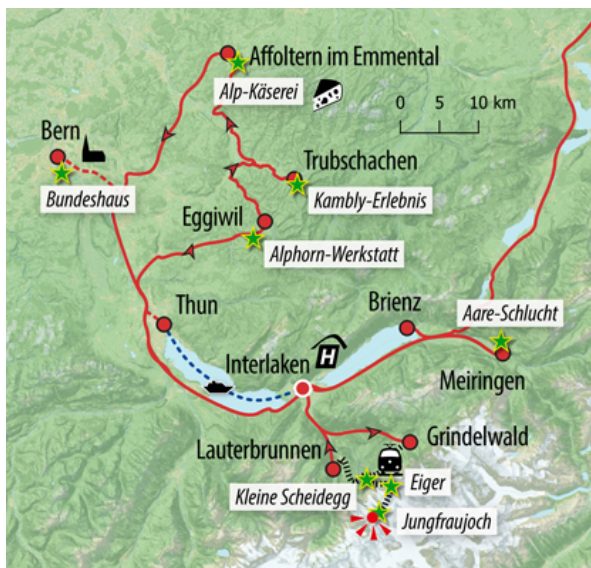 Affoltern im Emmental
Alp-Käserei
0 5 10 km
Bern
Bundeshaus
Trubschachen
Kambly-Erlebnis
Eggiwil
Alphorn-Werkstatt
Thun
Brienz
Aare-Schlucht
Interlaken
H
Meiringen
Lauterbrunnen
Grindelwald
Kleine Scheidegg
Eiger
Jungfraujoch